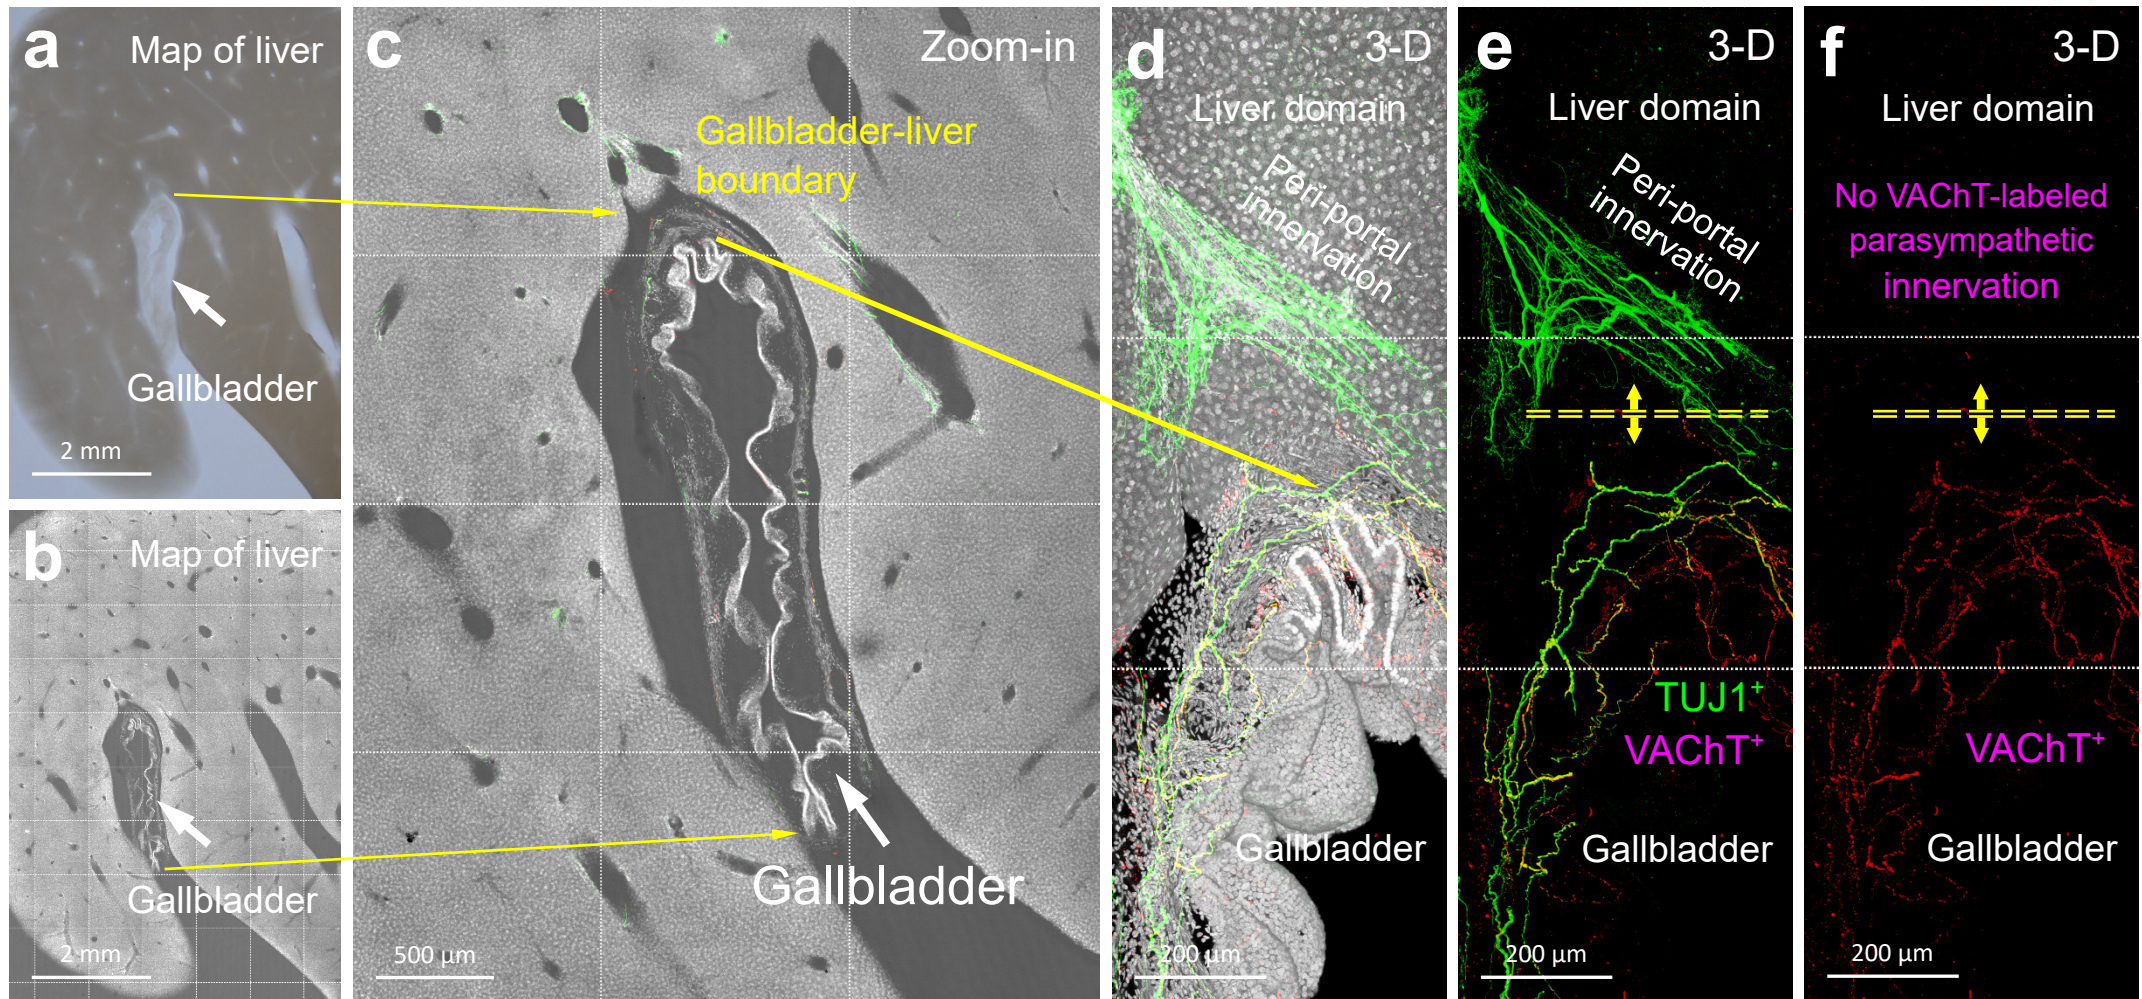 a
Map of liver
Gallbladder
2 mm
b
Map of liver
Gallbladder
2 mm
c
Zoom-in
Gallbladder-liver
boundary
Gallbladder
500 µm
d
3-D
Liver domain
Peri-portal
innervation
Gallbladder
200 µm
e
3-D
Liver domain
Peri-portal
innervation
TUJ1⁺
VAChT⁺
Gallbladder
200 µm
f
3-D
Liver domain
No VAChT-labeled
parasympathetic
innervation
VAChT⁺
Gallbladder
200 µm